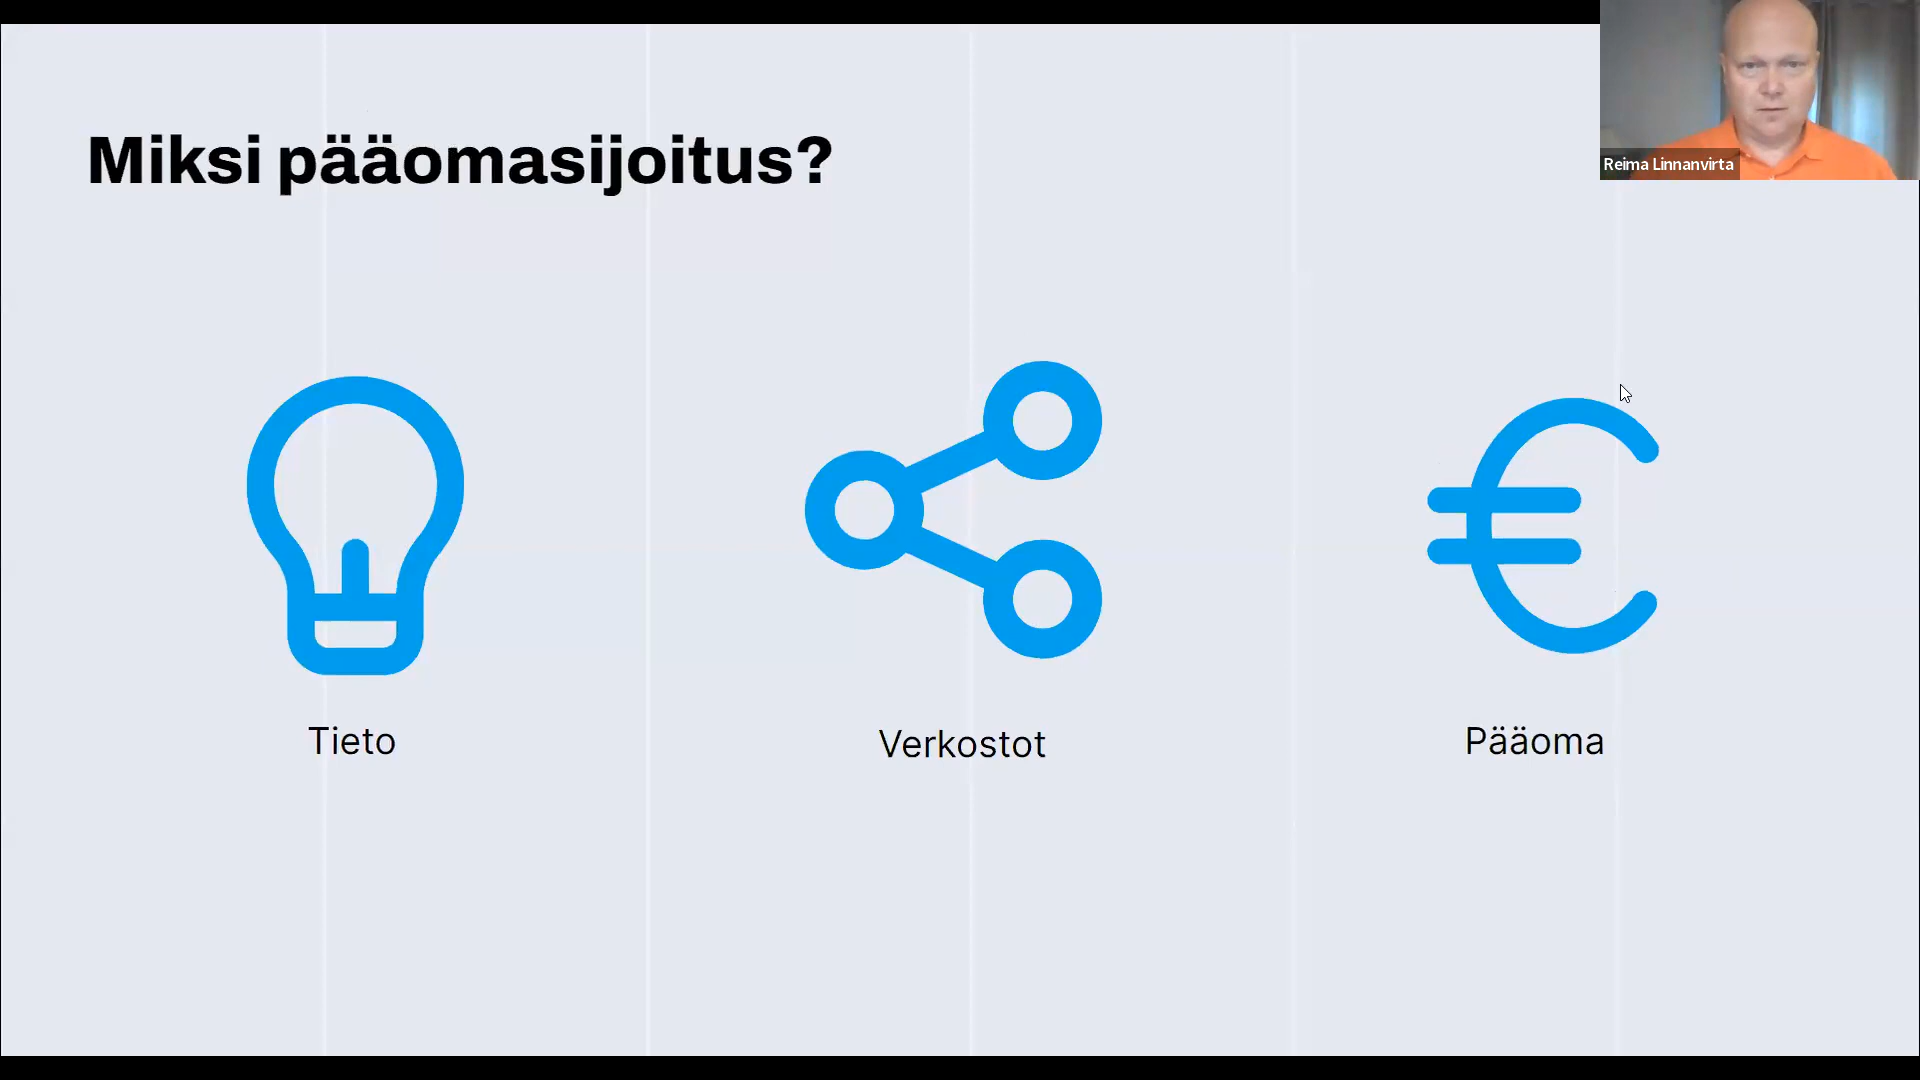 Miksi pääomasijoitus?
Reima Linnanvirta
Tieto
Verkostot
Pääoma